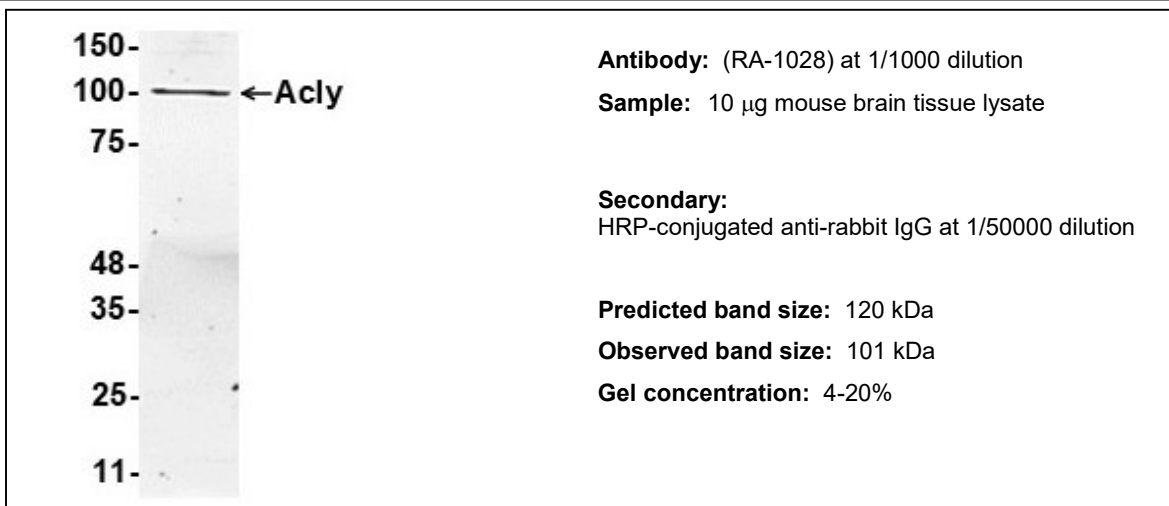 150-
100-
←Acly
75-
48-
35-
25-
11-
Antibody: (RA-1028) at 1/1000 dilution
Sample: 10 μg mouse brain tissue lysate
Secondary:
HRP-conjugated anti-rabbit IgG at 1/50000 dilution
Predicted band size: 120 kDa
Observed band size: 101 kDa
Gel concentration: 4-20%